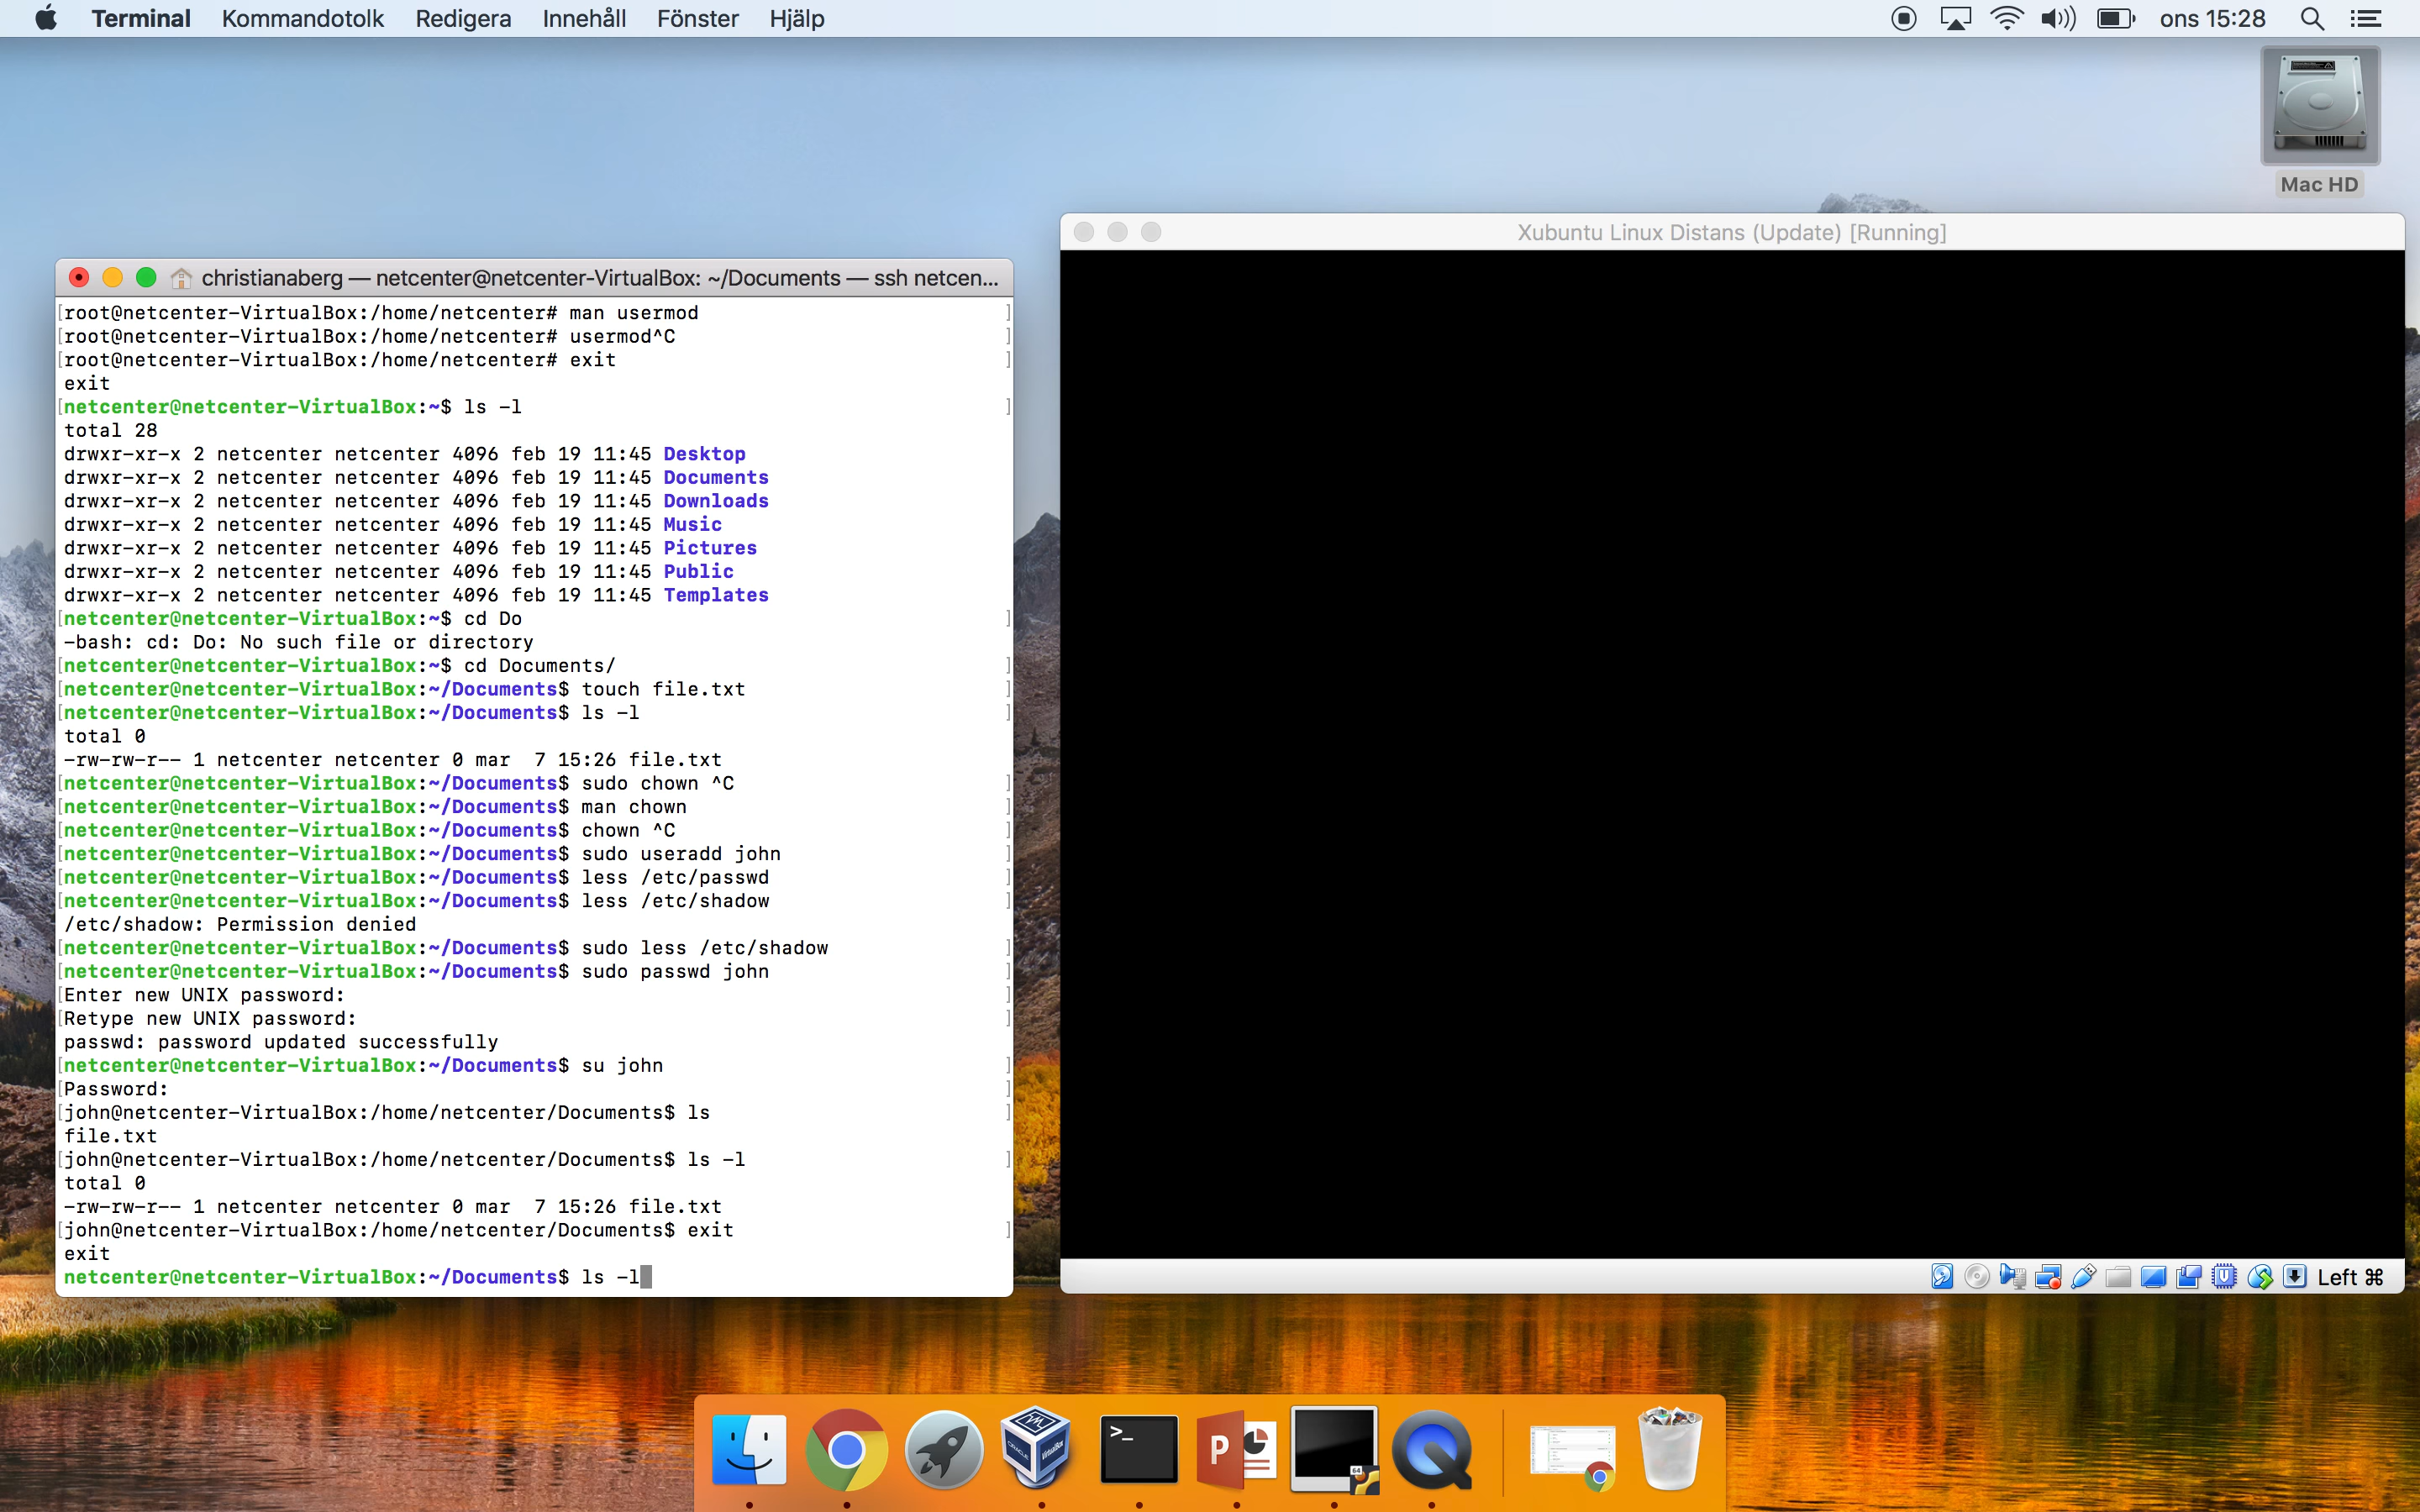 Terminal Kommandotolk Redigera Innehåll Fönster Hjälp
ons 15:28
Mac HD
Xubuntu Linux Distans (Update) [Running]
christianaberg — netcenter@netcenter-VirtualBox: ~/Documents — ssh netcen...
[root@netcenter-VirtualBox:/home/netcenter# man usermod ]
[root@netcenter-VirtualBox:/home/netcenter# usermod^C ]
[root@netcenter-VirtualBox:/home/netcenter# exit ]
exit
[netcenter@netcenter-VirtualBox:~$ ls -l ]
total 28
drwxr-xr-x 2 netcenter netcenter 4096 feb 19 11:45 Desktop
drwxr-xr-x 2 netcenter netcenter 4096 feb 19 11:45 Documents
drwxr-xr-x 2 netcenter netcenter 4096 feb 19 11:45 Downloads
drwxr-xr-x 2 netcenter netcenter 4096 feb 19 11:45 Music
drwxr-xr-x 2 netcenter netcenter 4096 feb 19 11:45 Pictures
drwxr-xr-x 2 netcenter netcenter 4096 feb 19 11:45 Public
drwxr-xr-x 2 netcenter netcenter 4096 feb 19 11:45 Templates
[netcenter@netcenter-VirtualBox:~$ cd Do ]
-bash: cd: Do: No such file or directory
[netcenter@netcenter-VirtualBox:~$ cd Documents/ ]
[netcenter@netcenter-VirtualBox:~/Documents$ touch file.txt ]
[netcenter@netcenter-VirtualBox:~/Documents$ ls -l ]
total 0
-rw-rw-r-- 1 netcenter netcenter 0 mar  7 15:26 file.txt
[netcenter@netcenter-VirtualBox:~/Documents$ sudo chown ^C ]
[netcenter@netcenter-VirtualBox:~/Documents$ man chown ]
[netcenter@netcenter-VirtualBox:~/Documents$ chown ^C ]
[netcenter@netcenter-VirtualBox:~/Documents$ sudo useradd john ]
[netcenter@netcenter-VirtualBox:~/Documents$ less /etc/passwd ]
[netcenter@netcenter-VirtualBox:~/Documents$ less /etc/shadow ]
/etc/shadow: Permission denied
[netcenter@netcenter-VirtualBox:~/Documents$ sudo less /etc/shadow ]
[netcenter@netcenter-VirtualBox:~/Documents$ sudo passwd john ]
[Enter new UNIX password: ]
[Retype new UNIX password: ]
passwd: password updated successfully
[netcenter@netcenter-VirtualBox:~/Documents$ su john ]
[Password: ]
[john@netcenter-VirtualBox:/home/netcenter/Documents$ ls ]
file.txt
[john@netcenter-VirtualBox:/home/netcenter/Documents$ ls -l ]
total 0
-rw-rw-r-- 1 netcenter netcenter 0 mar  7 15:26 file.txt
[john@netcenter-VirtualBox:/home/netcenter/Documents$ exit ]
exit
netcenter@netcenter-VirtualBox:~/Documents$ ls -l
Left ⌘